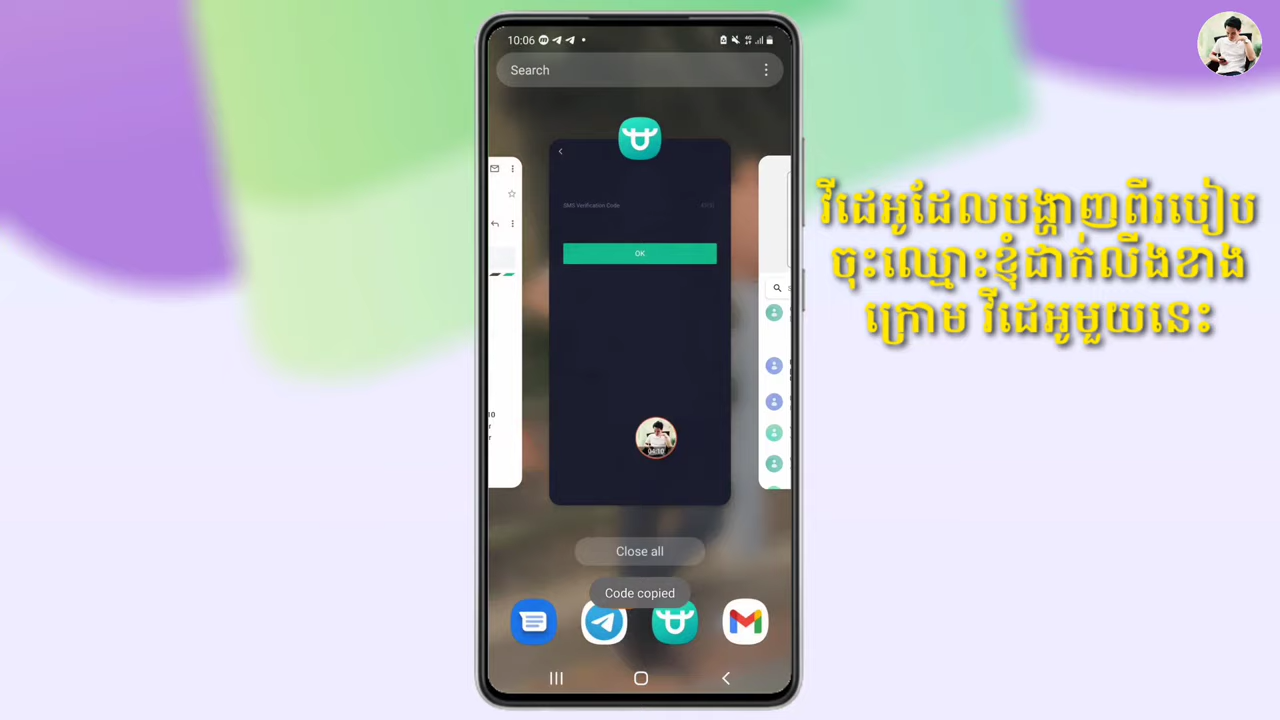 10:06
Search
SMS Verification Code
OK
04:10
Close all
Code copied
វីដេអូដែលបង្ហាញពីរបៀប
ចុះឈ្មោះខ្ញុំដាក់លីងខាង
ក្រោម វីដេអូមួយនេះ